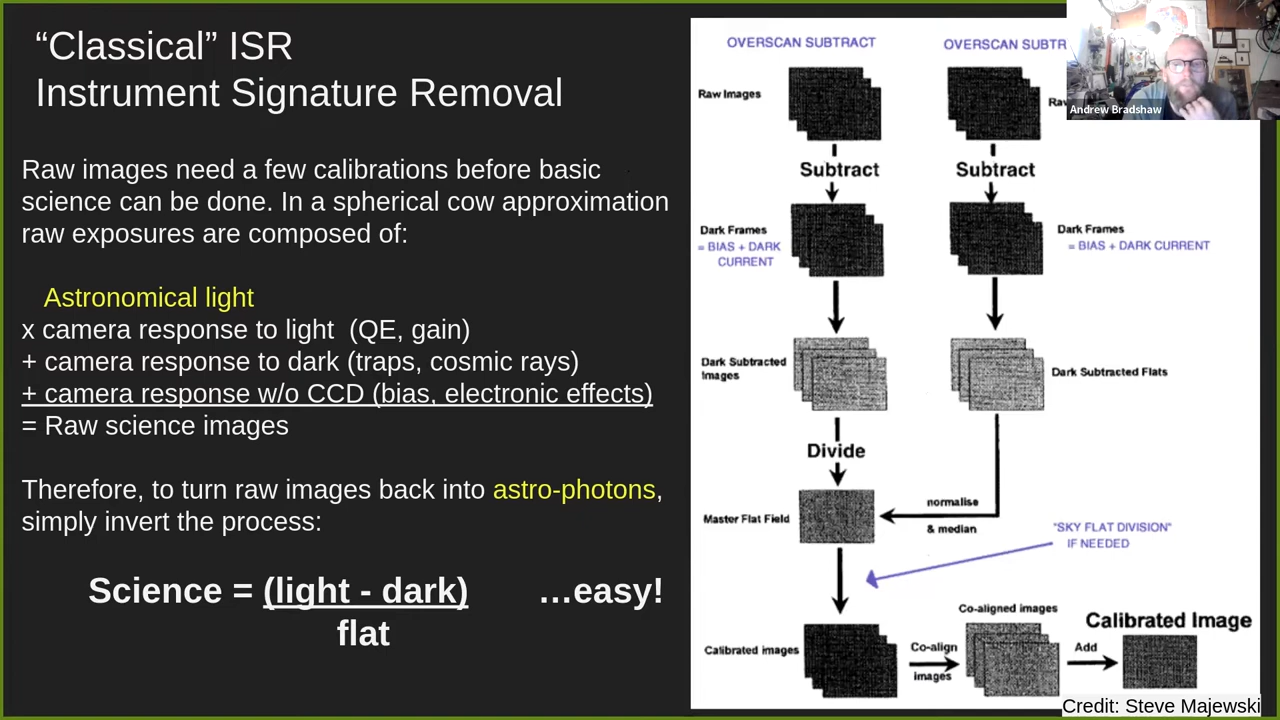 “Classical” ISR
Instrument Signature Removal
Raw images need a few calibrations before basic
science can be done. In a spherical cow approximation
raw exposures are composed of:
Astronomical light
x camera response to light (QE, gain)
+ camera response to dark (traps, cosmic rays)
+ camera response w/o CCD (bias, electronic effects)
= Raw science images
Therefore, to turn raw images back into astro-photons,
simply invert the process:
Science = (light - dark) …easy!
flat
OVERSCAN SUBTRACT
OVERSCAN SUBTR
Andrew Bradshaw
Raw Images
Subtract
Subtract
Dark Frames
= BIAS + DARK
CURRENT
Dark Frames
= BIAS + DARK CURRENT
Dark Subtracted
Images
Dark Subtracted Flats
Divide
Master Flat Field
normalise
& median
"SKY FLAT DIVISION"
IF NEEDED
Calibrated images
Co-align
images
Co-aligned images
Add
Calibrated Image
Credit: Steve Majewski